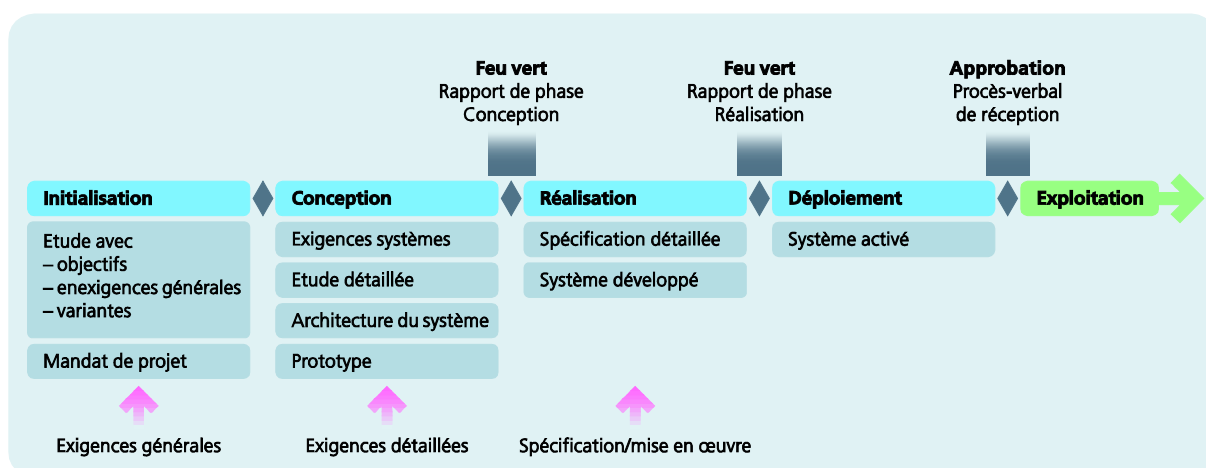 Feu vert
Rapport de phase
Conception
Feu vert
Rapport de phase
Réalisation
Approbation
Procès-verbal
de réception
Initialisation
Conception
Réalisation
Déploiement
Exploitation
Etude avec
– objectifs
– enexigences générales
– variantes
Mandat de projet
Exigences systèmes
Etude détaillée
Architecture du système
Prototype
Spécification détaillée
Système développé
Système activé
Exigences générales
Exigences détaillées
Spécification/mise en œuvre